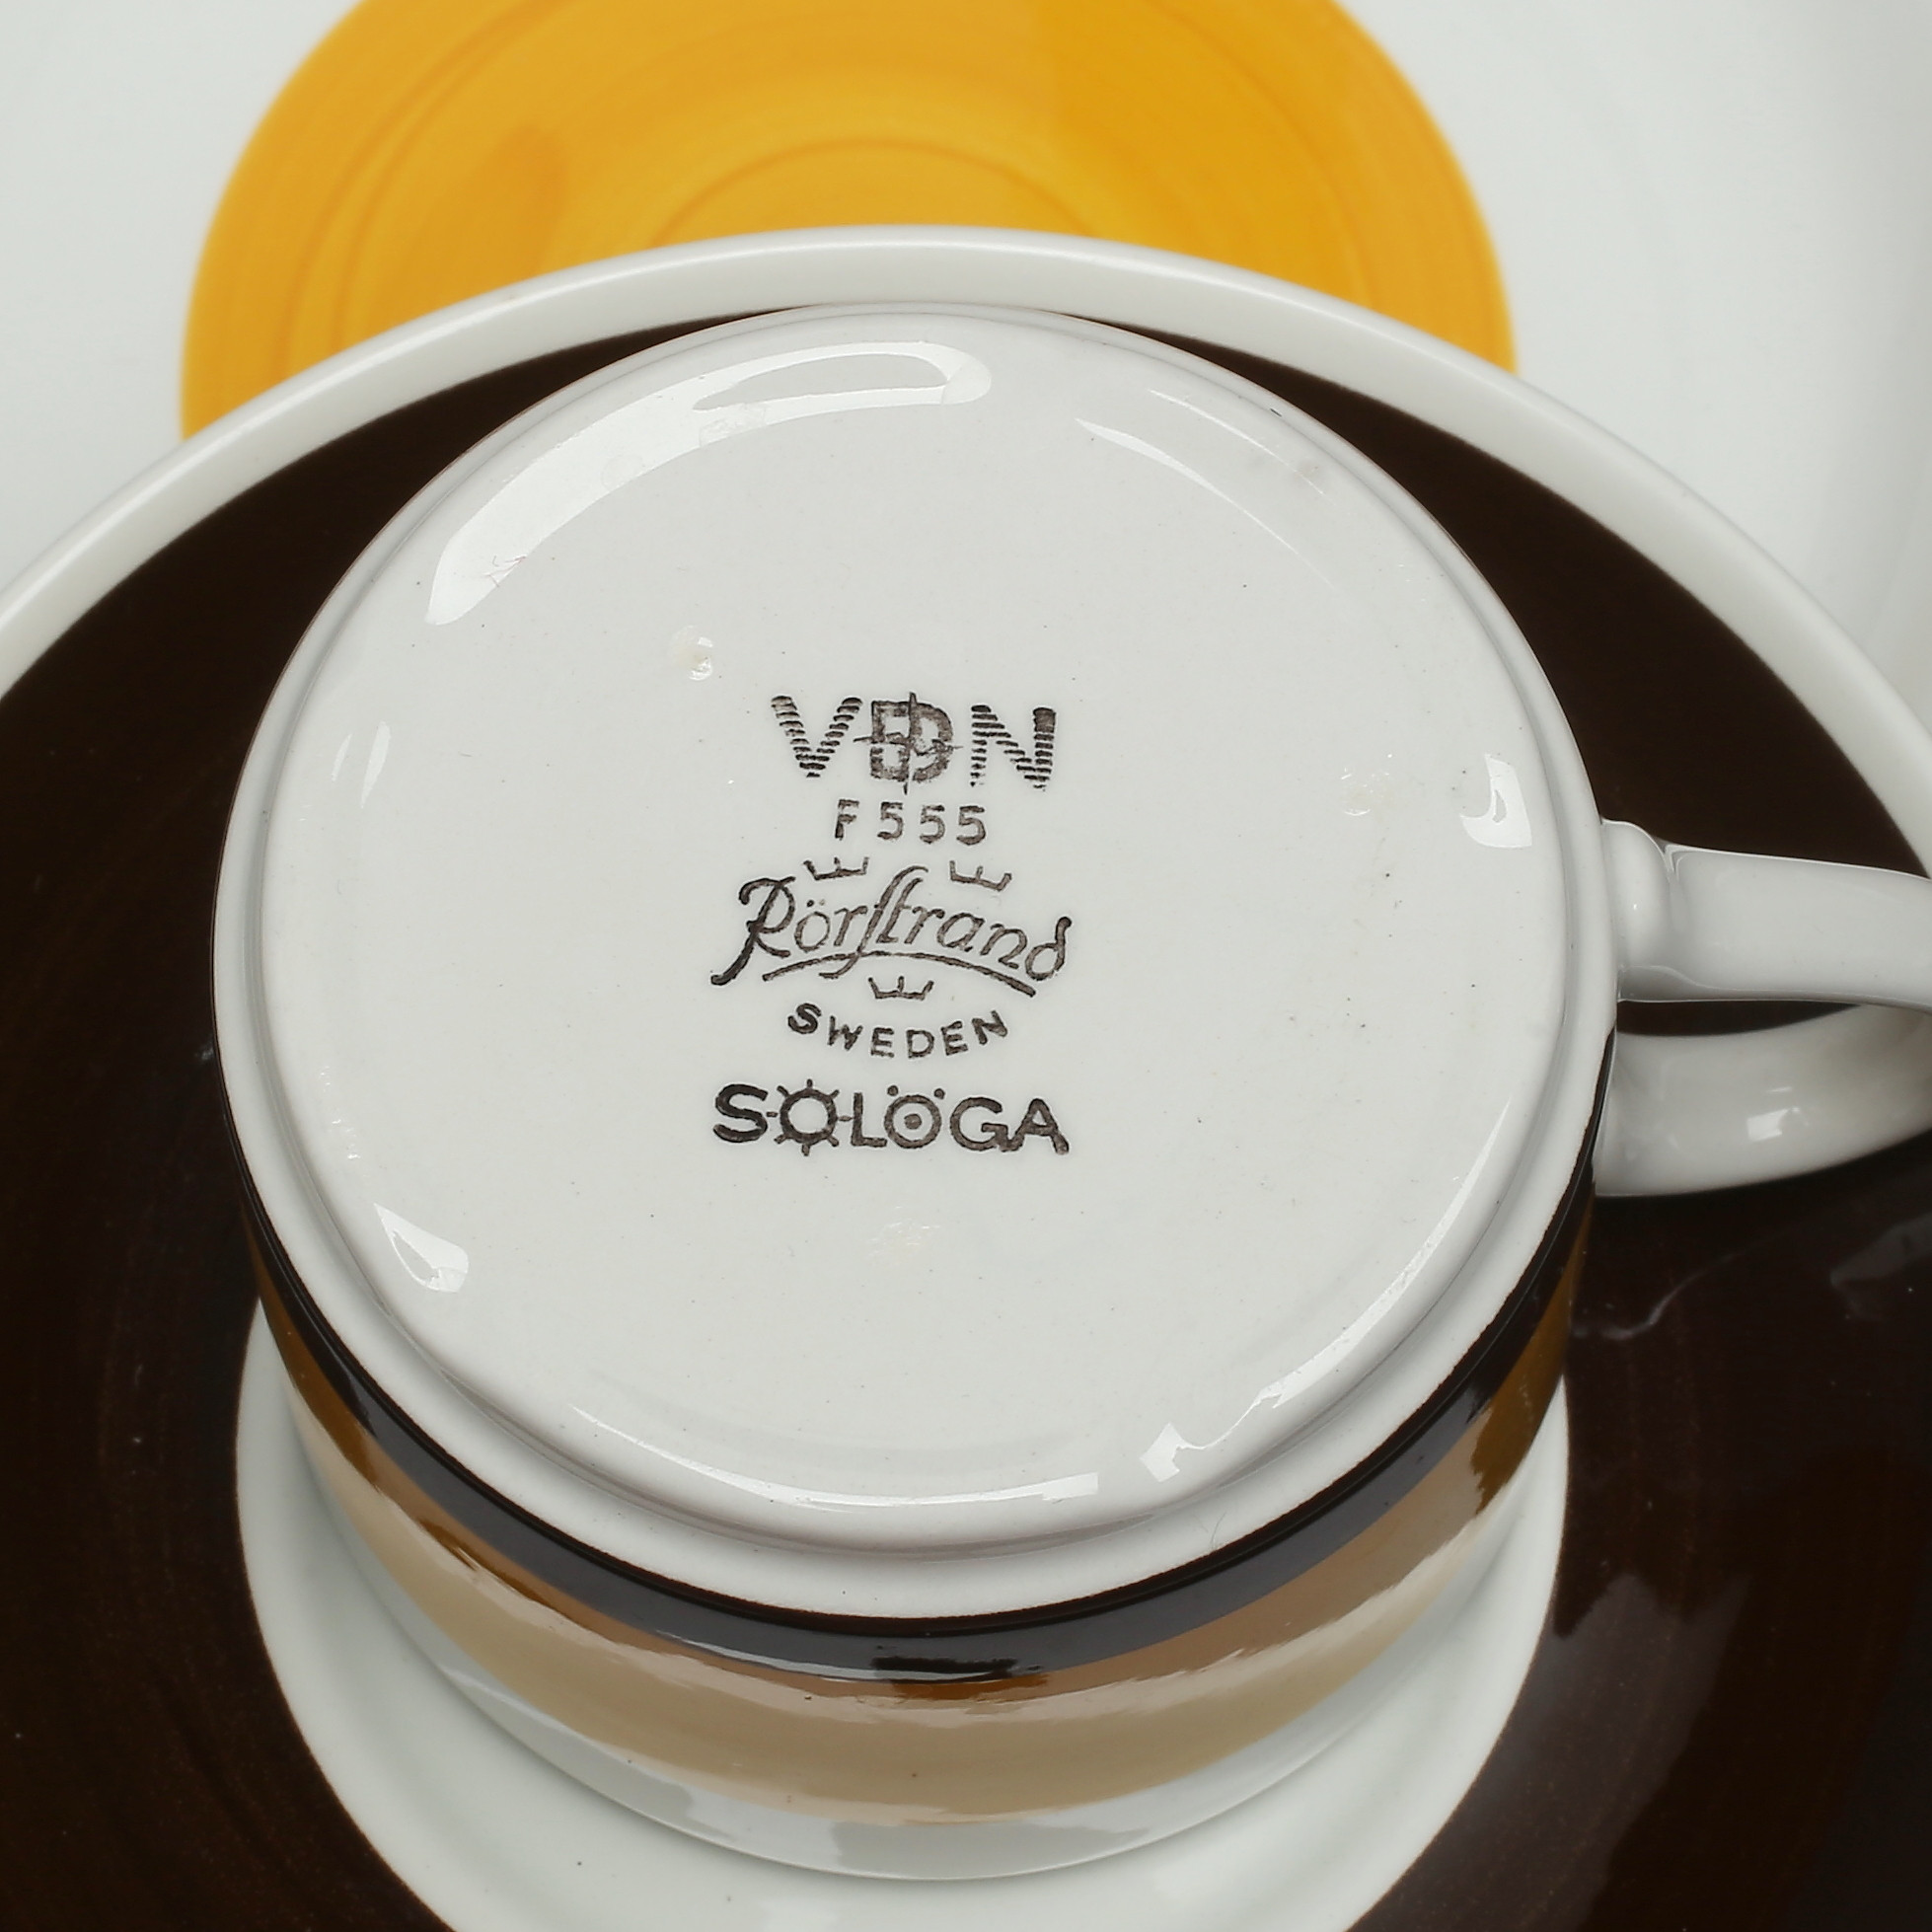 VDN
F555
Rörstrand
SWEDEN
SOLÖGA